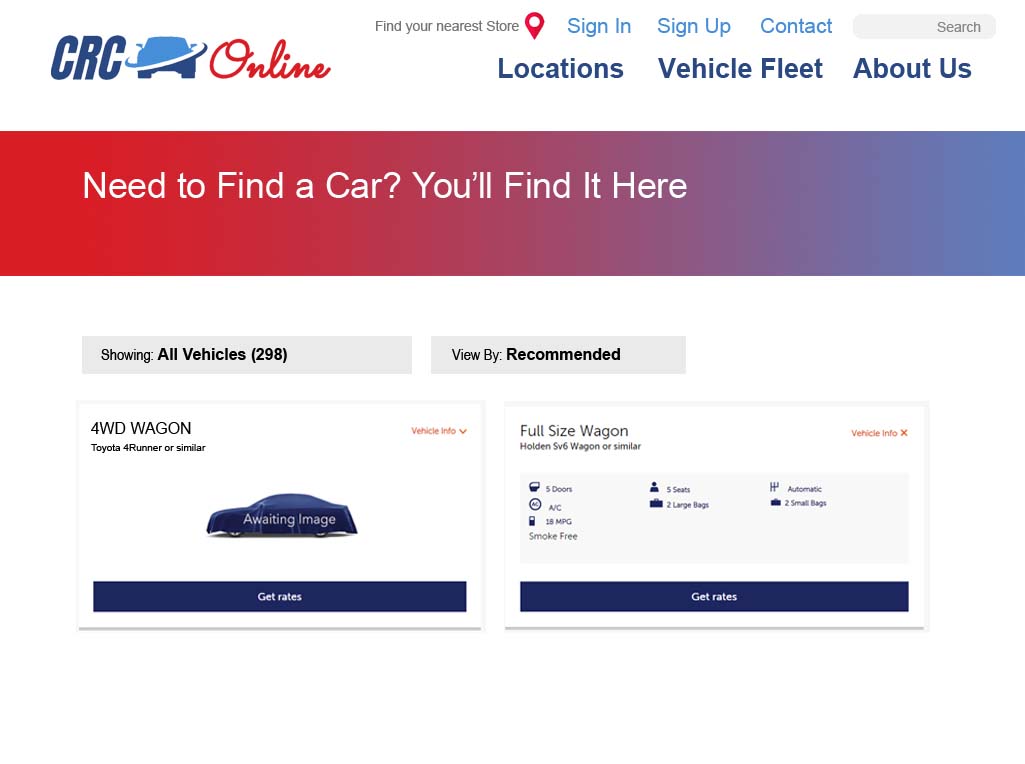 Find your nearest Store Sign In Sign Up Contact Search
CRC Online
Locations Vehicle Fleet About Us
Need to Find a Car? You’ll Find It Here
Showing: All Vehicles (298) View By: Recommended
4WD WAGON
Toyota 4Runner or similar
Vehicle Info
Awaiting Image
Get rates
Full Size Wagon
Holden Sv6 Wagon or similar
Vehicle Info
5 Doors 5 Seats Automatic
AC A/C 2 Large Bags 2 Small Bags
18 MPG
Smoke Free
Get rates